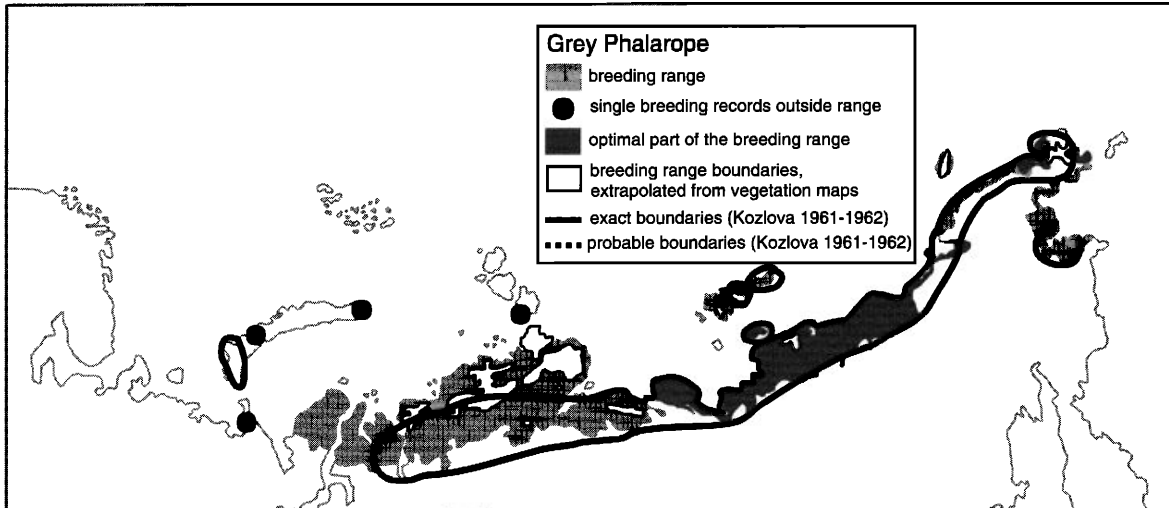 Grey Phalarope
breeding range
single breeding records outside range
optimal part of the breeding range
breeding range boundaries,
extrapolated from vegetation maps
exact boundaries (Kozlova 1961-1962)
probable boundaries (Kozlova 1961-1962)